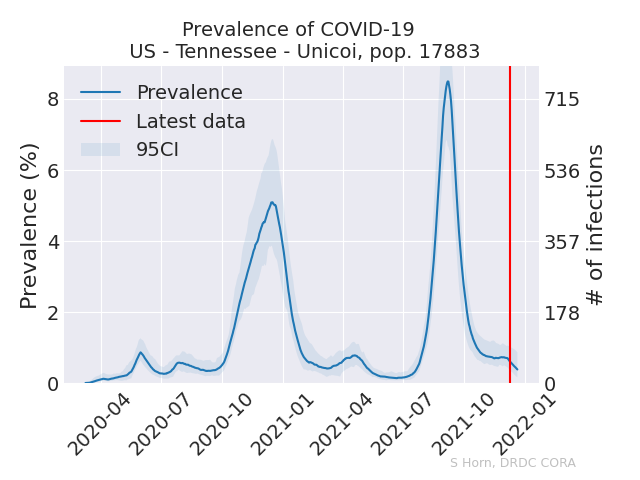 Prevalence of COVID-19
US - Tennessee - Unicoi, pop. 17883
Prevalence
Latest data
95CI
Prevalence (%)
8
6
4
2
0
715
536
357
178
0
# of infections
2020-04
2020-07
2020-10
2021-01
2021-04
2021-07
2021-10
2022-01
S Horn, DRDC CORA